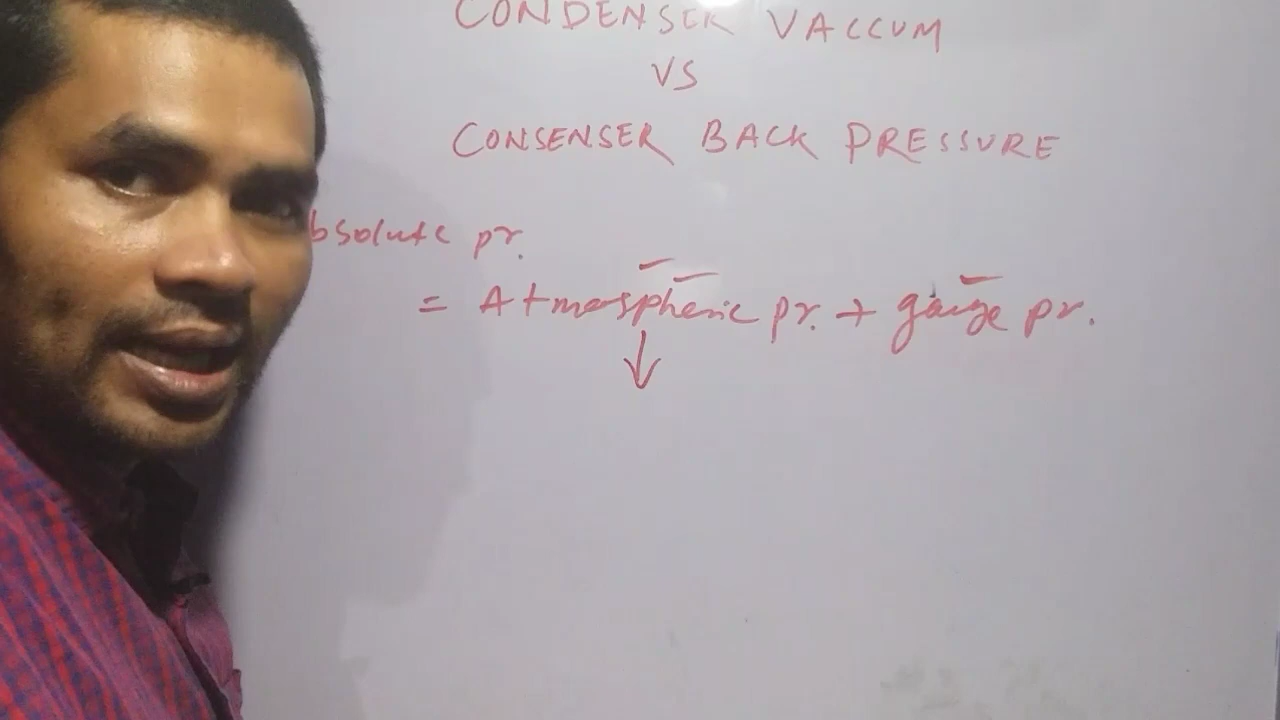 CONDENSER VACCUM
VS
CONSENSER BACK PRESSURE
bsolute pr.
= Atmospheric pr. + gauge pr.